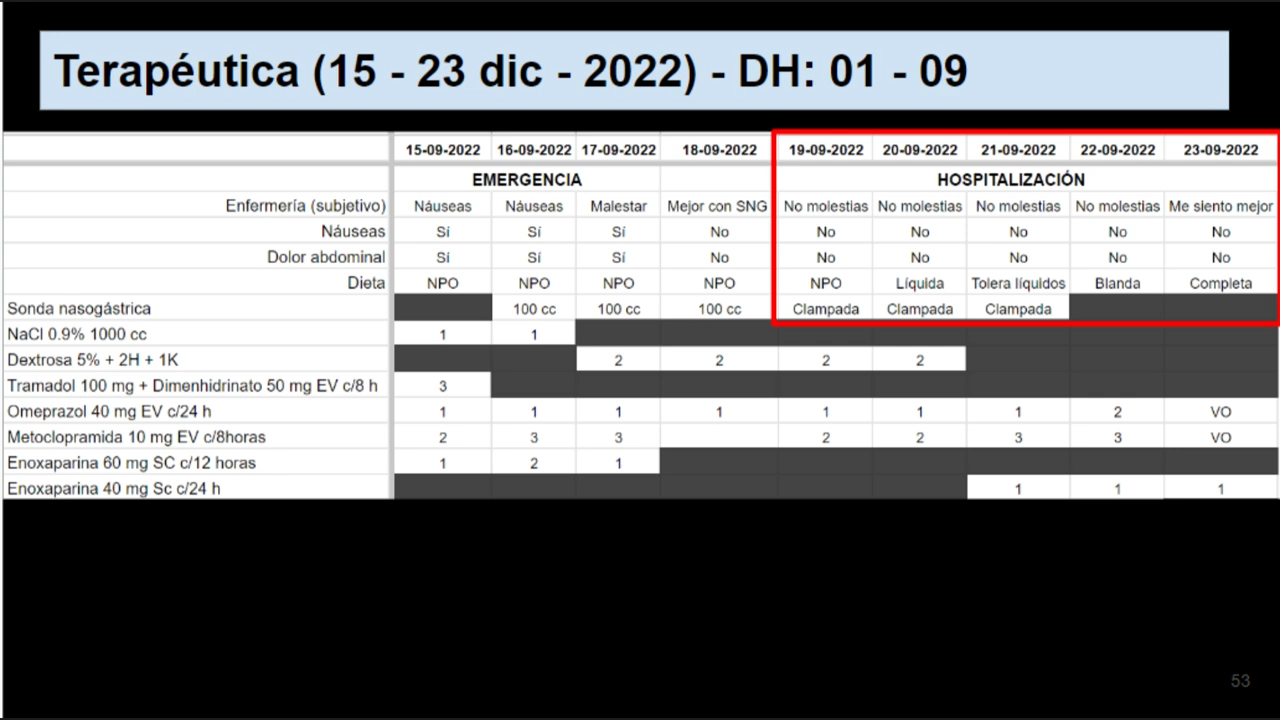 Terapéutica (15 - 23 dic - 2022) - DH: 01 - 09
15-09-2022 16-09-2022 17-09-2022 18-09-2022 19-09-2022 20-09-2022 21-09-2022 22-09-2022 23-09-2022
EMERGENCIA HOSPITALIZACIÓN
Enfermería (subjetivo) Náuseas Náuseas Malestar Mejor con SNG No molestias No molestias No molestias No molestias Me siento mejor
Náuseas Sí Sí Sí No No No No No No
Dolor abdominal Sí Sí Sí No No No No No No
Dieta NPO NPO NPO NPO NPO Líquida Tolera líquidos Blanda Completa
Sonda nasogástrica 100 cc 100 cc 100 cc Clampada Clampada Clampada
NaCl 0.9% 1000 cc 1 1
Dextrosa 5% + 2H + 1K 2 2 2 2
Tramadol 100 mg + Dimenhidrinato 50 mg EV c/8 h 3
Omeprazol 40 mg EV c/24 h 1 1 1 1 1 1 1 2 VO
Metoclopramida 10 mg EV c/8horas 2 3 3 2 2 3 3 VO
Enoxaparina 60 mg SC c/12 horas 1 2 1
Enoxaparina 40 mg Sc c/24 h 1 1 1
53